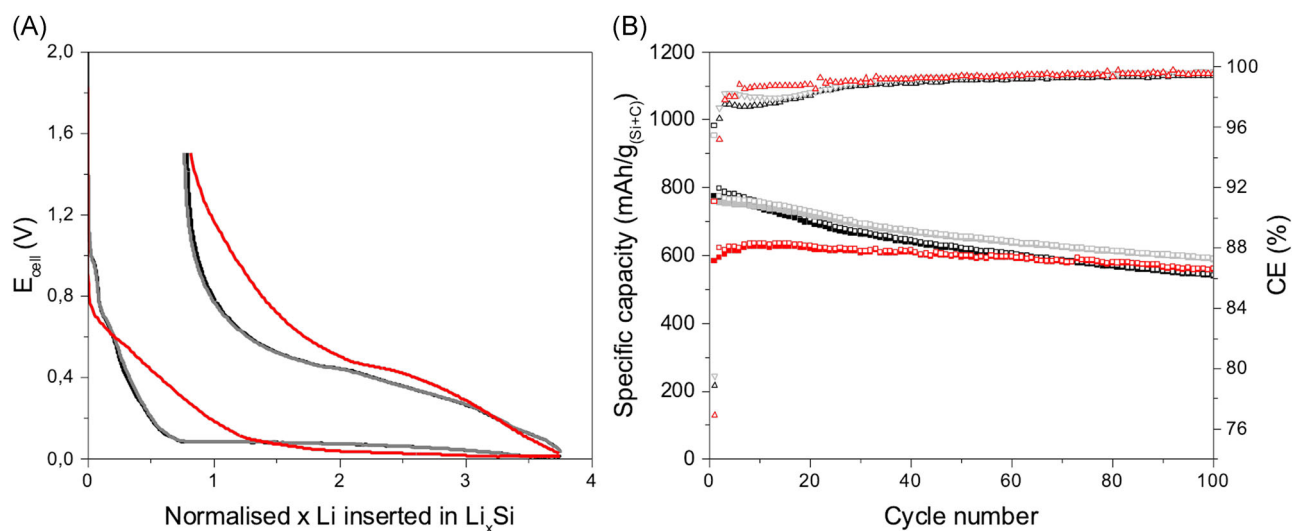 (A)
2,0
1,6
1,2
0,8
0,4
0,0
E_cell (V)
0 1 2 3 4
Normalised x Li inserted in Li_xSi
(B)
1200
1000
800
600
400
200
0
Specific capacity (mAh/g_(Si+C))
100
96
92
88
84
80
76
CE (%)
0 20 40 60 80 100
Cycle number